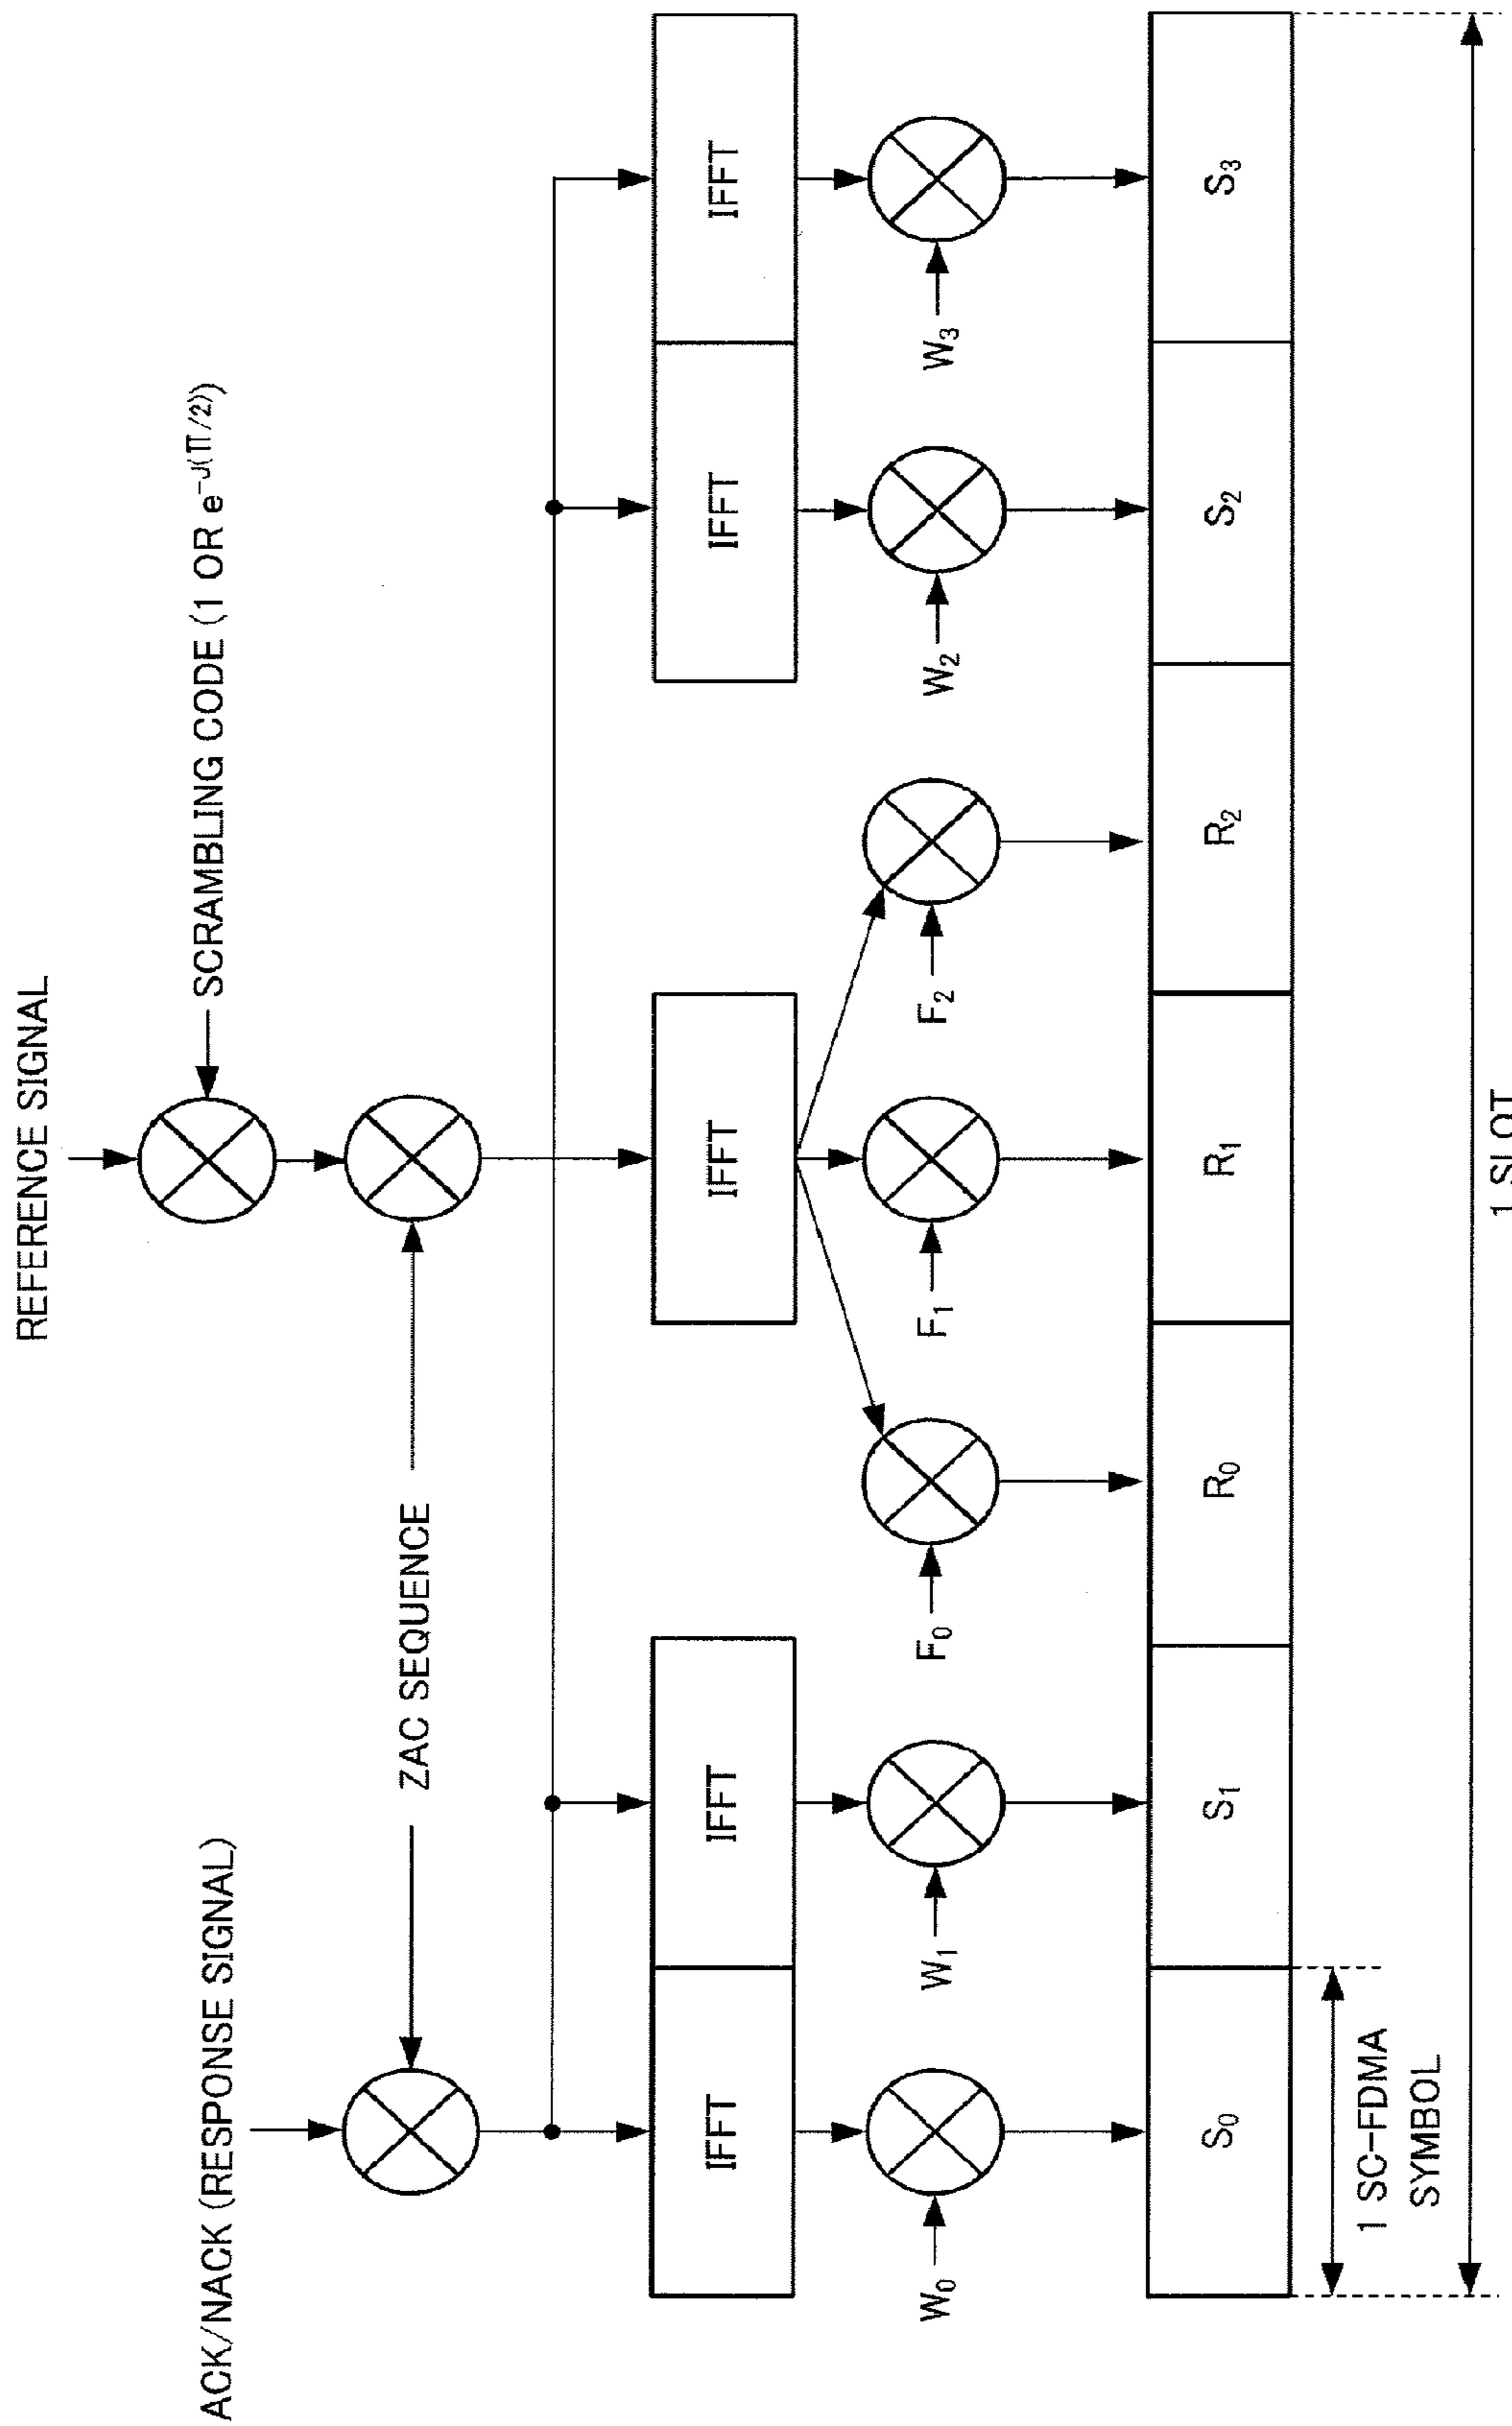 REFERENCE SIGNAL
SCRAMBLING CODE (1 OR e^-J(π/2))
ACK/NACK (RESPONSE SIGNAL)
ZAC SEQUENCE
IFFT IFFT IFFT IFFT IFFT
W0 W1 F0 F1 F2 W2 W3
S0 S1 R0 R1 R2 S2 S3
1 SC-FDMA
SYMBOL
1 SLOT